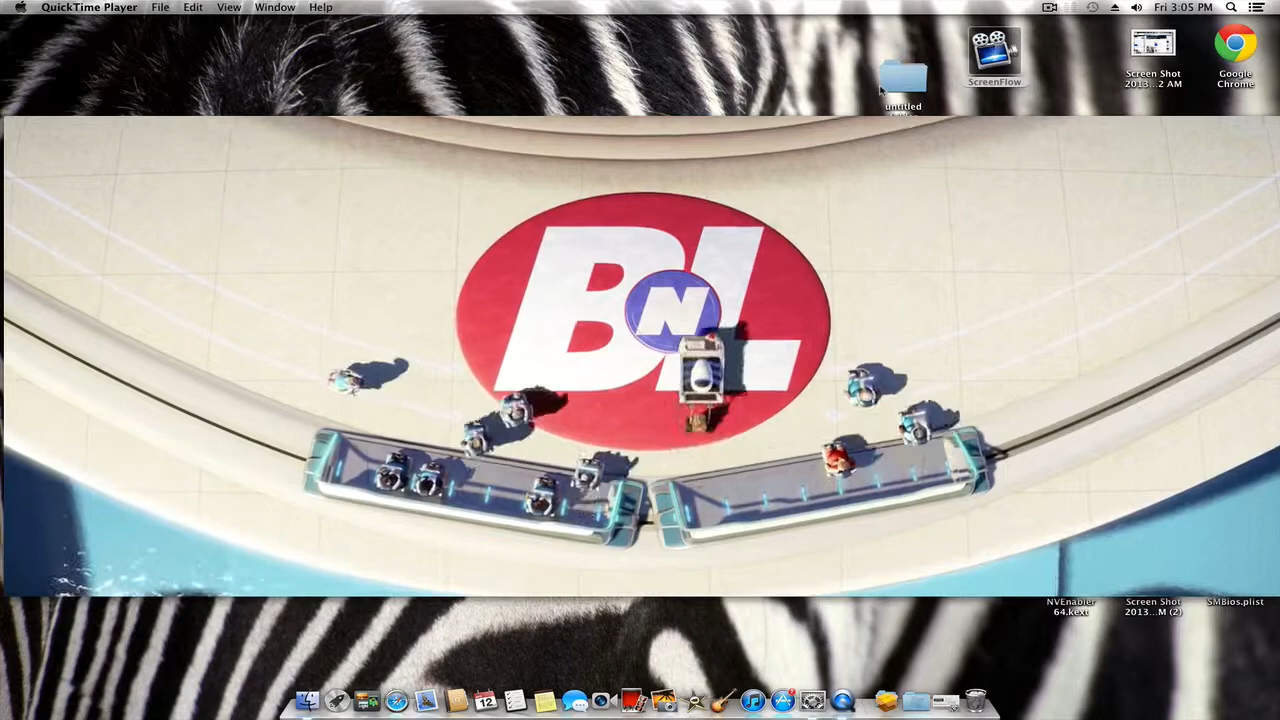 QuickTime Player File Edit View Window Help
Fri 3:05 PM
untitled
ScreenFlow
Screen Shot
2013...2 AM
Google
Chrome
BNL
NVEnabler
64.kext
Screen Shot
2013...M (2)
SMBios.plist
12